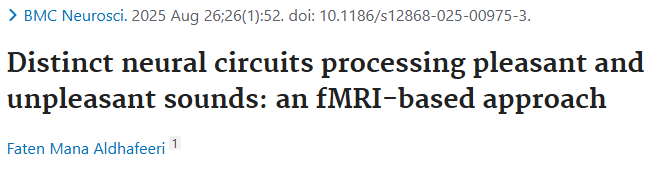 BMC Neurosci. 2025 Aug 26;26(1):52. doi: 10.1186/s12868-025-00975-3.
Distinct neural circuits processing pleasant and
unpleasant sounds: an fMRI-based approach
Faten Mana Aldhafeeri 1